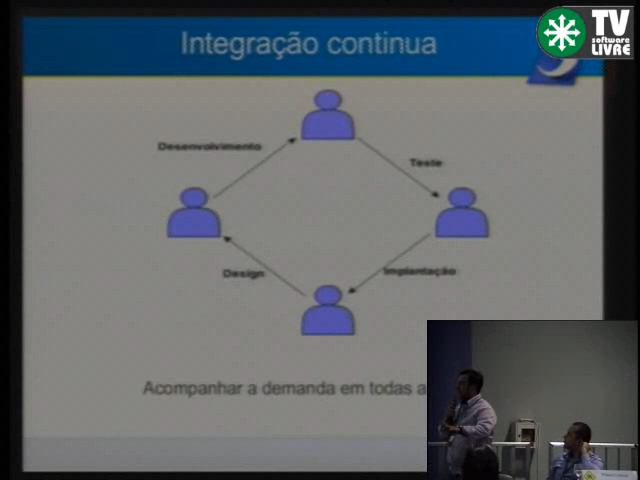 Integração continua
TV
software
LIVRE
Desenvolvimento
Teste
Design
Implantação
Acompanhar a demanda em todas a